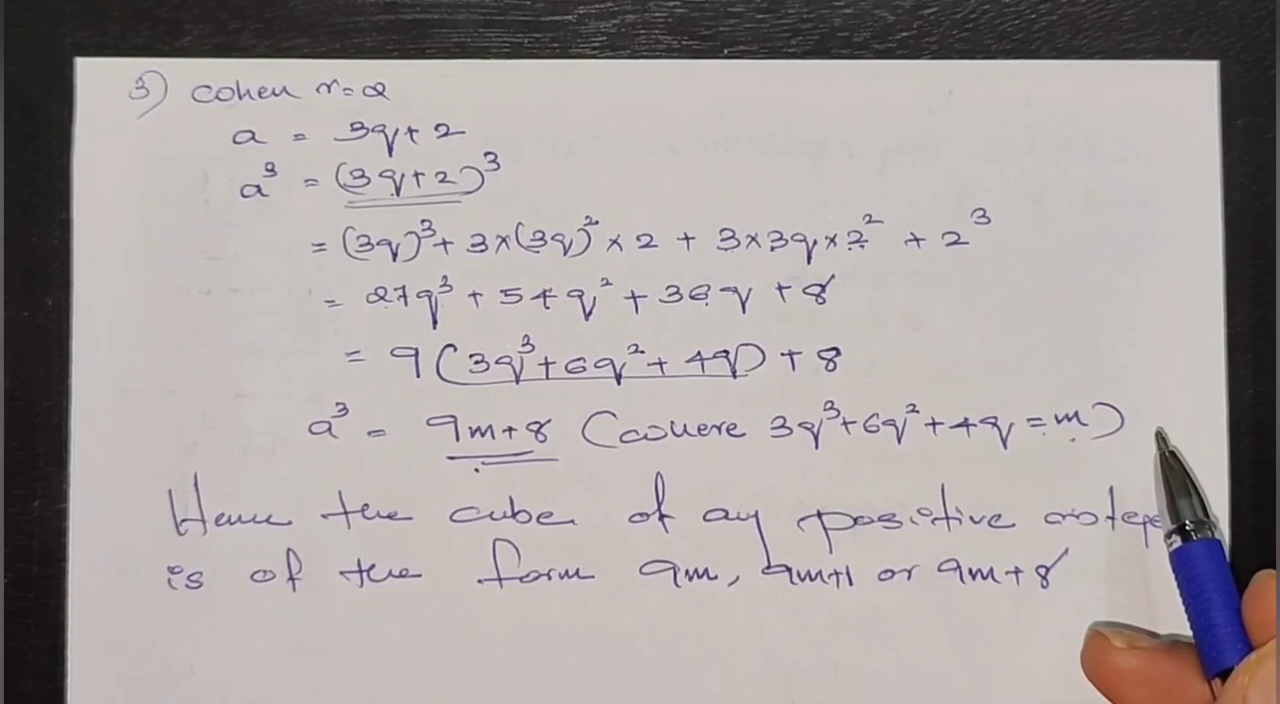 3) when r=2
a = 3q+2
a³ = (3q+2)³
= (3q)³+ 3×(3q)²×2 + 3×3q×2² + 2³
= 27q³ + 54q² + 36q + 8
= 9(3q³+6q²+4q) + 8
a³ = 9m+8 (where 3q³+6q²+4q = m)
Hence the cube of any positive intege
is of the form 9m, 9m+1 or 9m+8